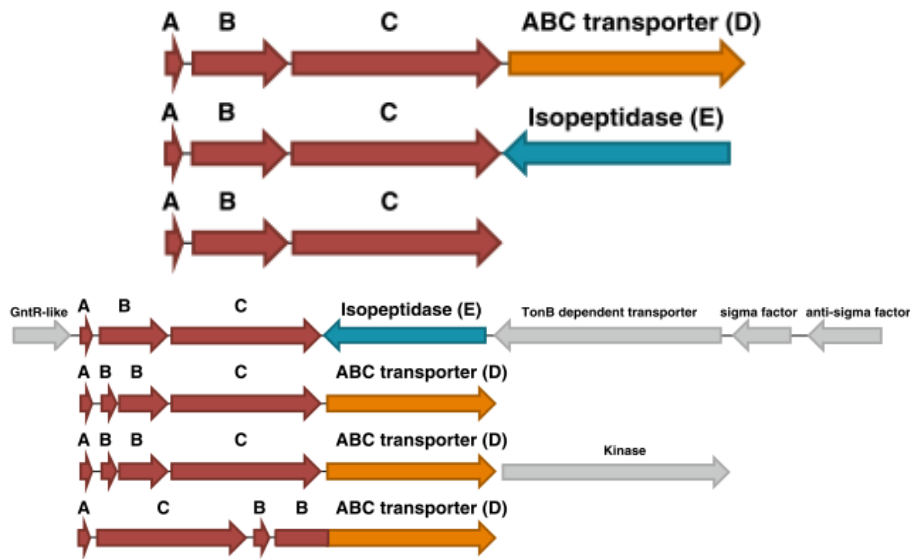 A B C ABC transporter (D)
A B C Isopeptidase (E)
A B C
GntR-like A B C Isopeptidase (E) TonB dependent transporter sigma factor anti-sigma factor
A B B C ABC transporter (D)
A B B C ABC transporter (D) Kinase
A C B B ABC transporter (D)